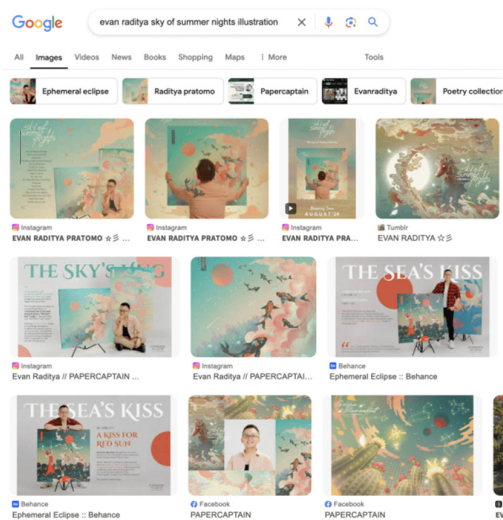 Google
evan raditya sky of summer nights illustration
All Images Videos News Books Shopping Maps More Tools
Ephemeral eclipse Raditya pratomo Papercaptain Evanraditya Poetry collection
Instagram Instagram Instagram Tumblr
EVAN RADITYA PRATOMO ☆彡 ... EVAN RADITYA PRATOMO ☆彡 ... EVAN RADITYA PRA... EVAN RADITYA ☆彡
THE SEA'S KISS
Instagram Instagram Behance
Evan Raditya // PAPERCAPTAIN ... Evan Raditya // PAPERCAPTAI... Ephemeral Eclipse :: Behance
THE SEA'S KISS
A KISS FOR
RED SUN
Behance Facebook Facebook
Ephemeral Eclipse :: Behance PAPERCAPTAIN PAPERCAPTAIN